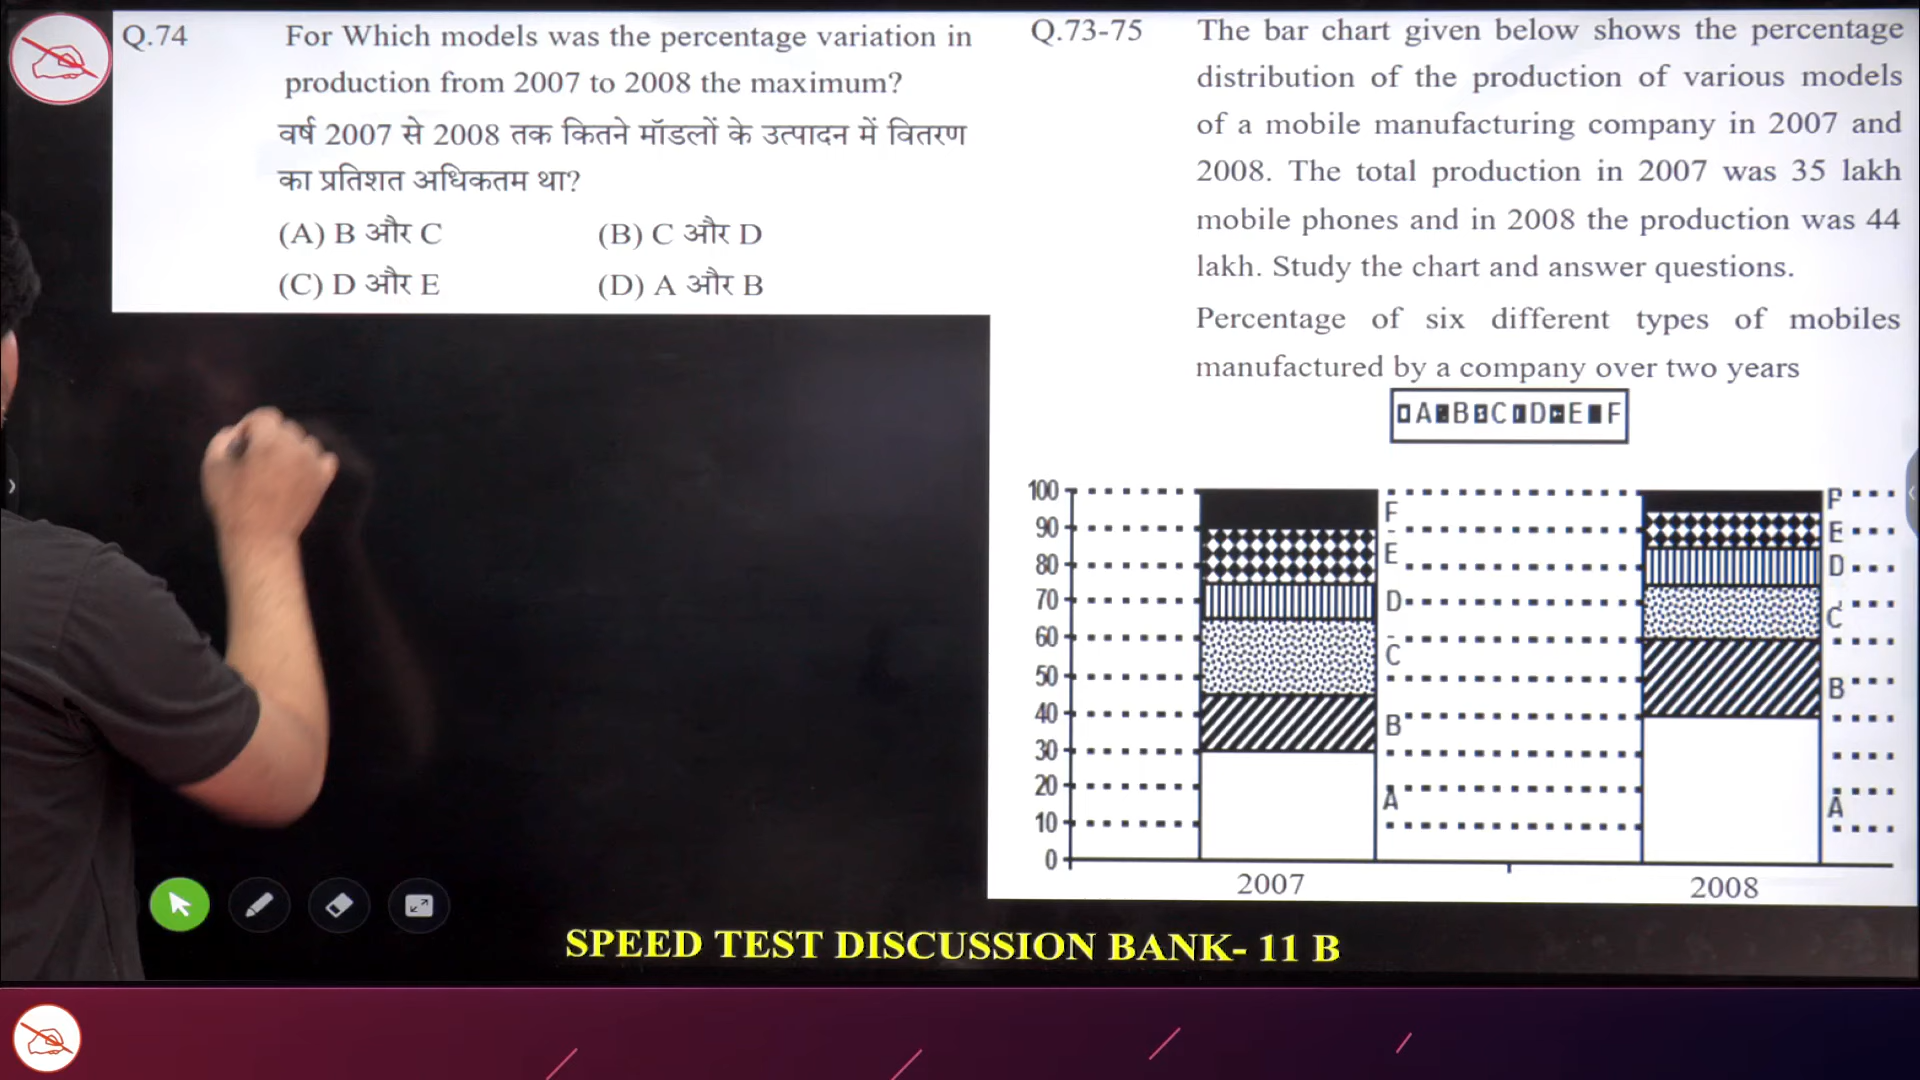 Q.74 For Which models was the percentage variation in
production from 2007 to 2008 the maximum?
वर्ष 2007 से 2008 तक कितने मॉडलों के उत्पादन में वितरण
का प्रतिशत अधिकतम था?
(A) B और C (B) C और D
(C) D और E (D) A और B
Q.73-75 The bar chart given below shows the percentage
distribution of the production of various models
of a mobile manufacturing company in 2007 and
2008. The total production in 2007 was 35 lakh
mobile phones and in 2008 the production was 44
lakh. Study the chart and answer questions.
Percentage of six different types of mobiles
manufactured by a company over two years
A B C D E F
100
90
80
70
60
50
40
30
20
10
0
F
E
D
C
B
A
F
E
D
C
B
A
2007 2008
SPEED TEST DISCUSSION BANK- 11 B